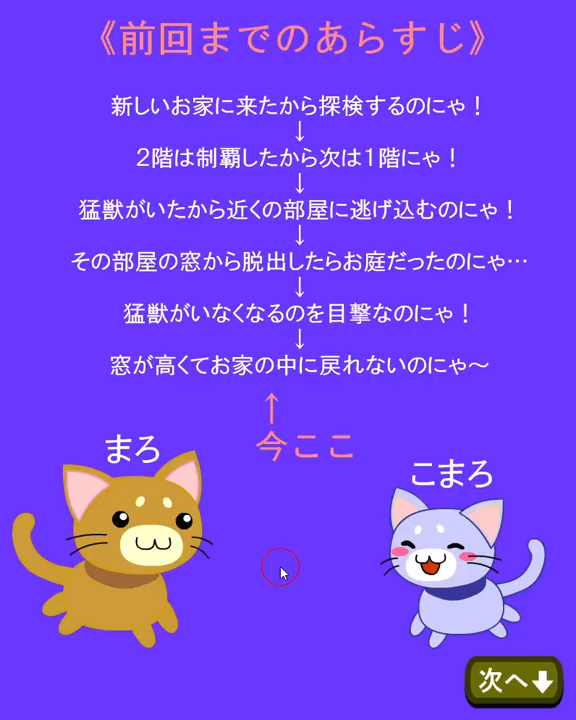 《前回までのあらすじ》
新しいお家に来たから探検するのにゃ！
↓
２階は制覇したから次は１階にゃ！
↓
猛獣がいたから近くの部屋に逃げ込むのにゃ！
↓
その部屋の窓から脱出したらお庭だったのにゃ…
↓
猛獣がいなくなるのを目撃なのにゃ！
↓
窓が高くてお家の中に戻れないのにゃ～
↑
今ここ
まろ
こまろ
次へ↓